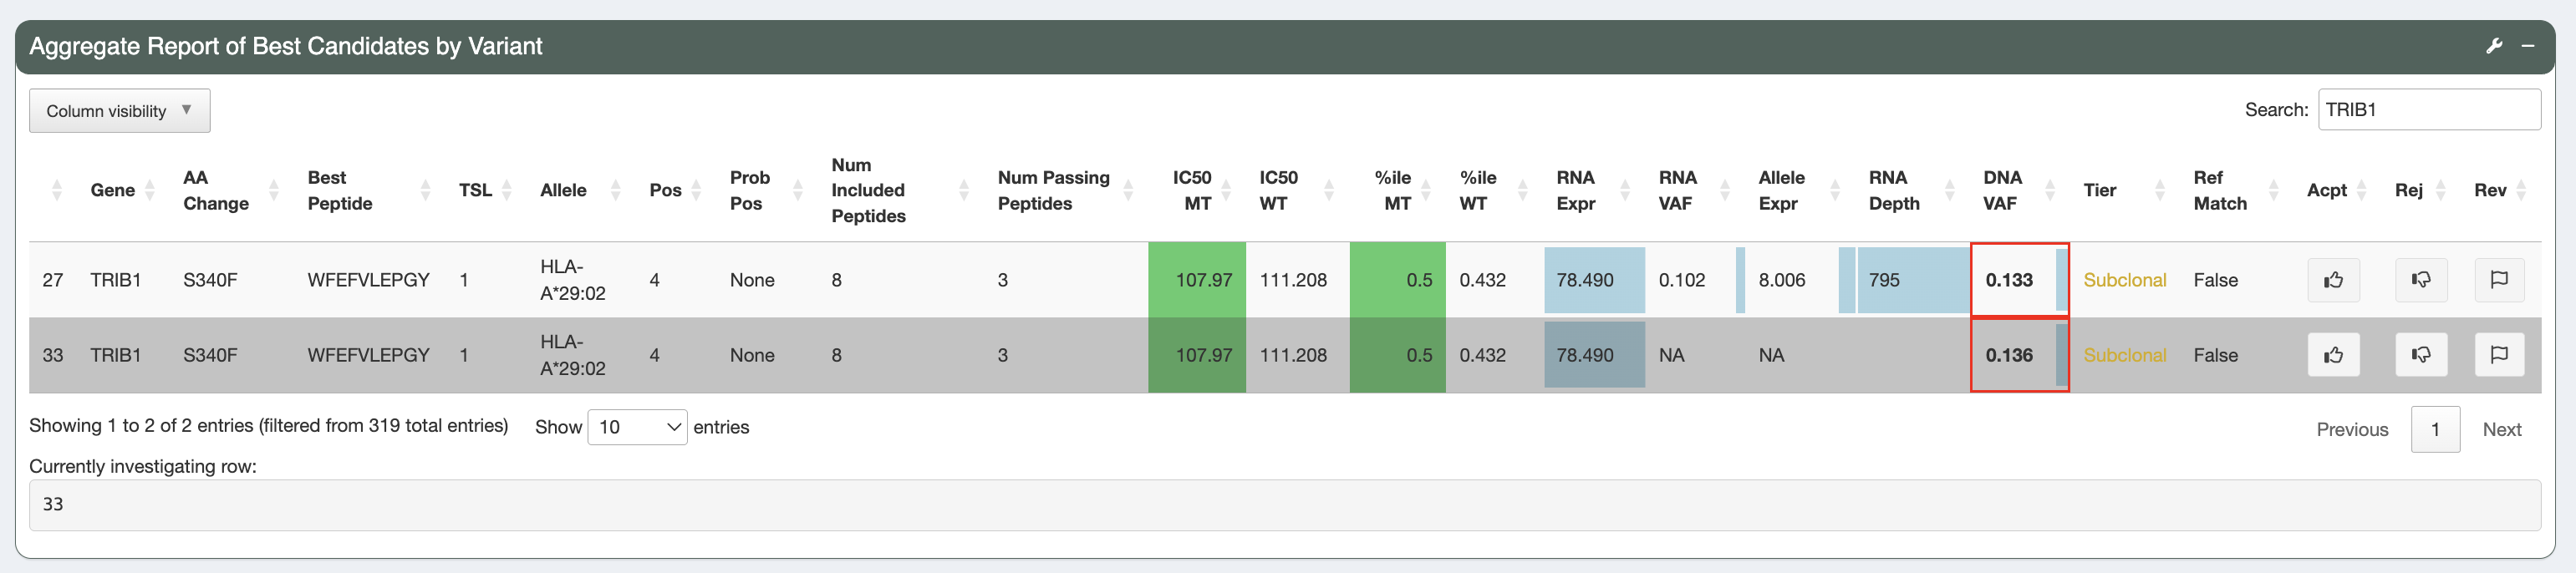 Aggregate Report of Best Candidates by Variant
Column visibility ▼
Search: TRIB1
Gene AA Change Best Peptide TSL Allele Pos Prob Pos Num Included Peptides Num Passing Peptides IC50 MT IC50 WT %ile MT %ile WT RNA Expr RNA VAF Allele Expr RNA Depth DNA VAF Tier Ref Match Acpt Rej Rev
27 TRIB1 S340F WFEFVLEPGY 1 HLA-A*29:02 4 None 8 3 107.97 111.208 0.5 0.432 78.490 0.102 8.006 795 0.133 Subclonal False
33 TRIB1 S340F WFEFVLEPGY 1 HLA-A*29:02 4 None 8 3 107.97 111.208 0.5 0.432 78.490 NA NA 0.136 Subclonal False
Showing 1 to 2 of 2 entries (filtered from 319 total entries) Show 10 entries
Previous 1 Next
Currently investigating row:
33